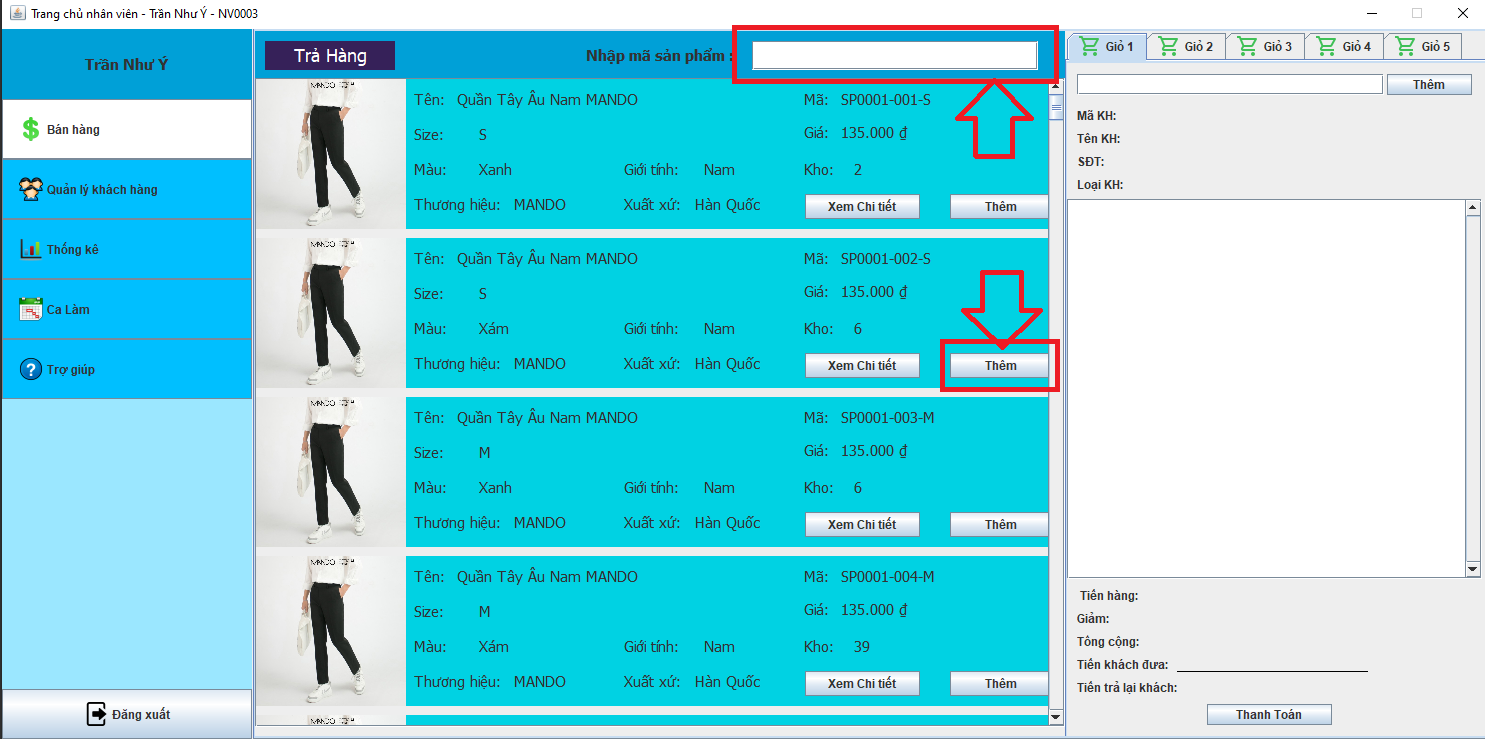 Trang chủ nhân viên - Trần Như Ý - NV0003
Trần Như Ý
Bán hàng
Quản lý khách hàng
Thống kê
Ca Làm
Trợ giúp
Đăng xuất
Trả Hàng
Nhập mã sản phẩm :
MANDO
Tên: Quần Tây Âu Nam MANDO
Mã: SP0001-001-S
Size: S
Giá: 135.000 ₫
Màu: Xanh
Giới tính: Nam
Kho: 2
Thương hiệu: MANDO
Xuất xứ: Hàn Quốc
Xem Chi tiết
Thêm
MANDO
Tên: Quần Tây Âu Nam MANDO
Mã: SP0001-002-S
Size: S
Giá: 135.000 ₫
Màu: Xám
Giới tính: Nam
Kho: 6
Thương hiệu: MANDO
Xuất xứ: Hàn Quốc
Xem Chi tiết
Thêm
MANDO
Tên: Quần Tây Âu Nam MANDO
Mã: SP0001-003-M
Size: M
Giá: 135.000 ₫
Màu: Xanh
Giới tính: Nam
Kho: 6
Thương hiệu: MANDO
Xuất xứ: Hàn Quốc
Xem Chi tiết
Thêm
MANDO
Tên: Quần Tây Âu Nam MANDO
Mã: SP0001-004-M
Size: M
Giá: 135.000 ₫
Màu: Xám
Giới tính: Nam
Kho: 39
Thương hiệu: MANDO
Xuất xứ: Hàn Quốc
Xem Chi tiết
Thêm
MANDO
Giỏ 1
Giỏ 2
Giỏ 3
Giỏ 4
Giỏ 5
Thêm
Mã KH:
Tên KH:
SĐT:
Loại KH:
Tiền hàng:
Giảm:
Tổng cộng:
Tiền khách đưa:
Tiền trả lại khách:
Thanh Toán